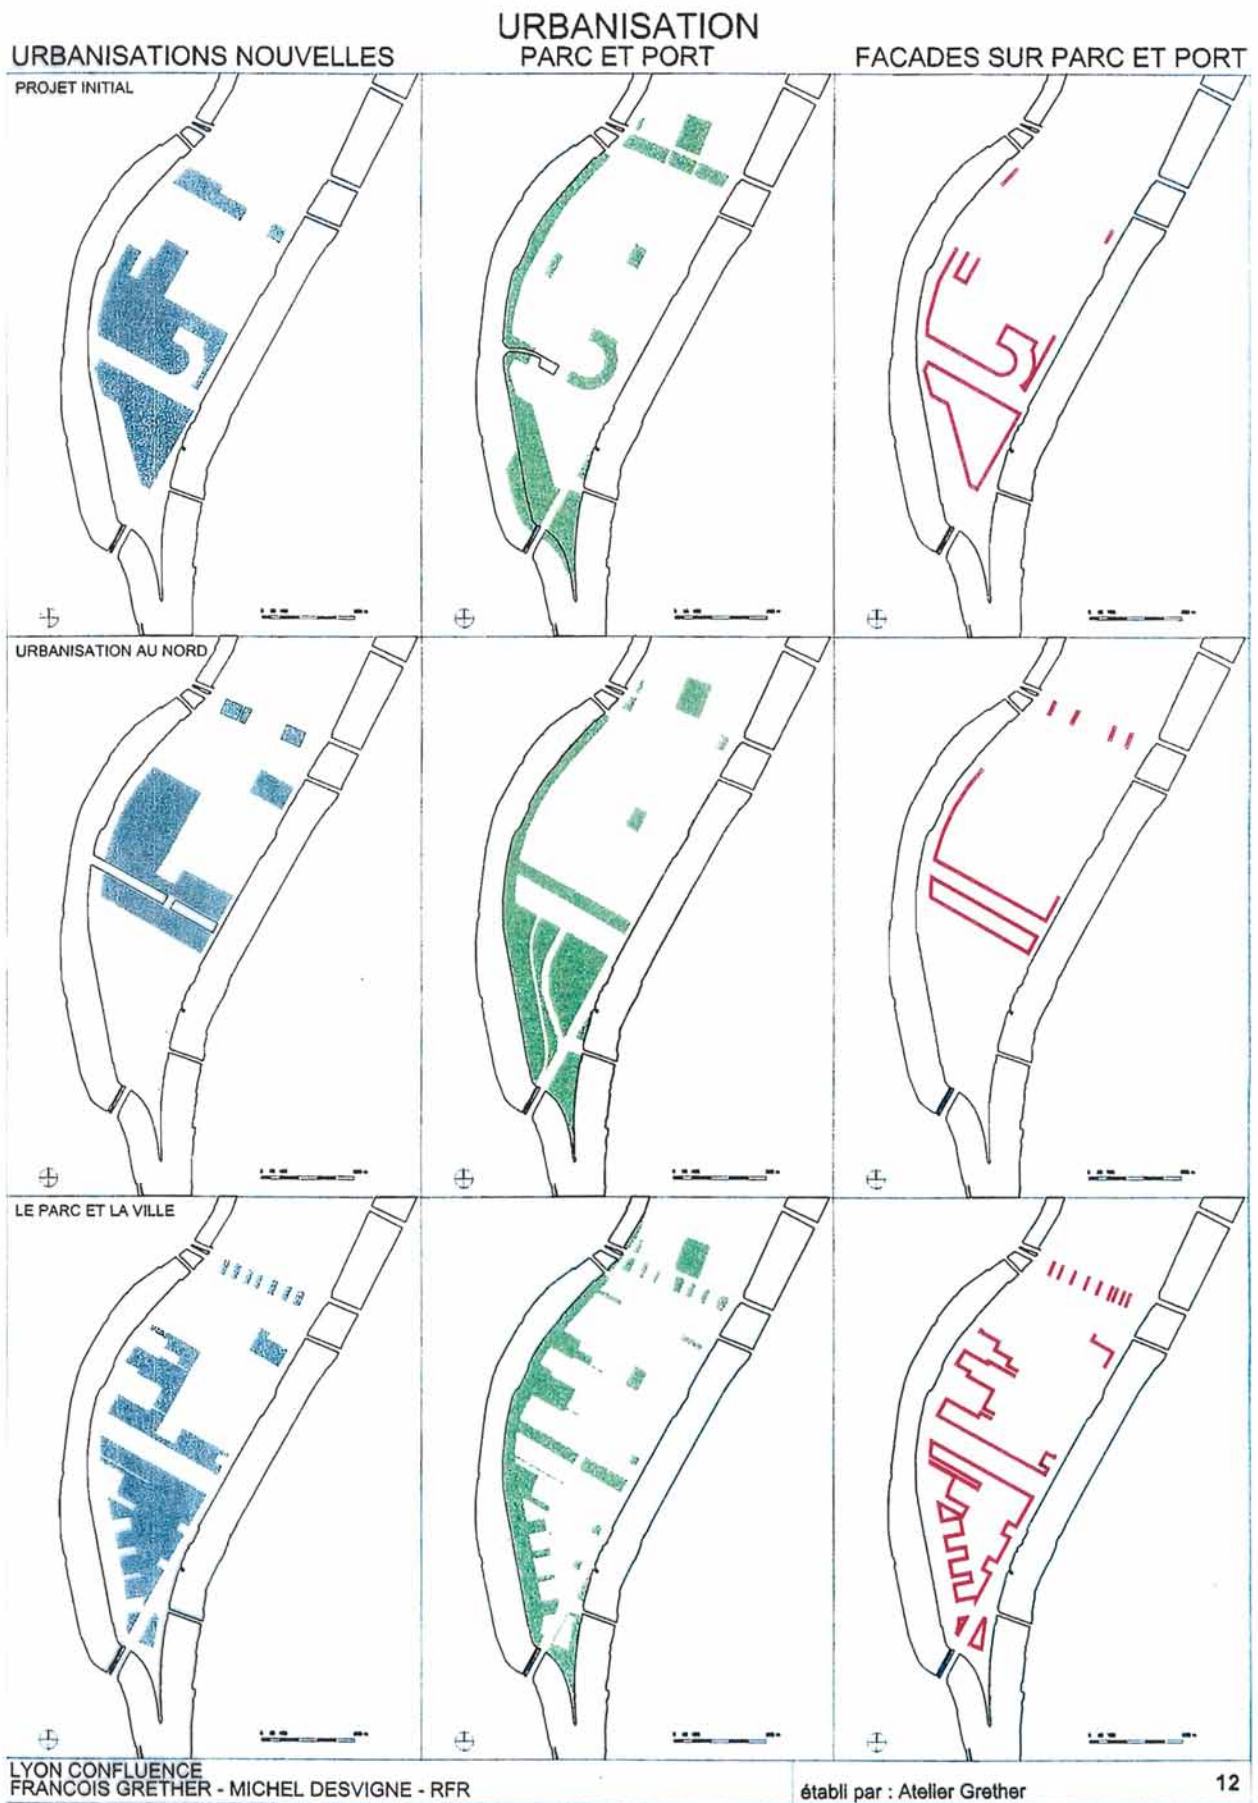 URBANISATION
URBANISATIONS NOUVELLES
PARC ET PORT
FACADES SUR PARC ET PORT
PROJET INITIAL
URBANISATION AU NORD
LE PARC ET LA VILLE
LYON CONFLUENCE
FRANCOIS GRETHER - MICHEL DESVIGNE - RFR
établi par : Atelier Grether
12